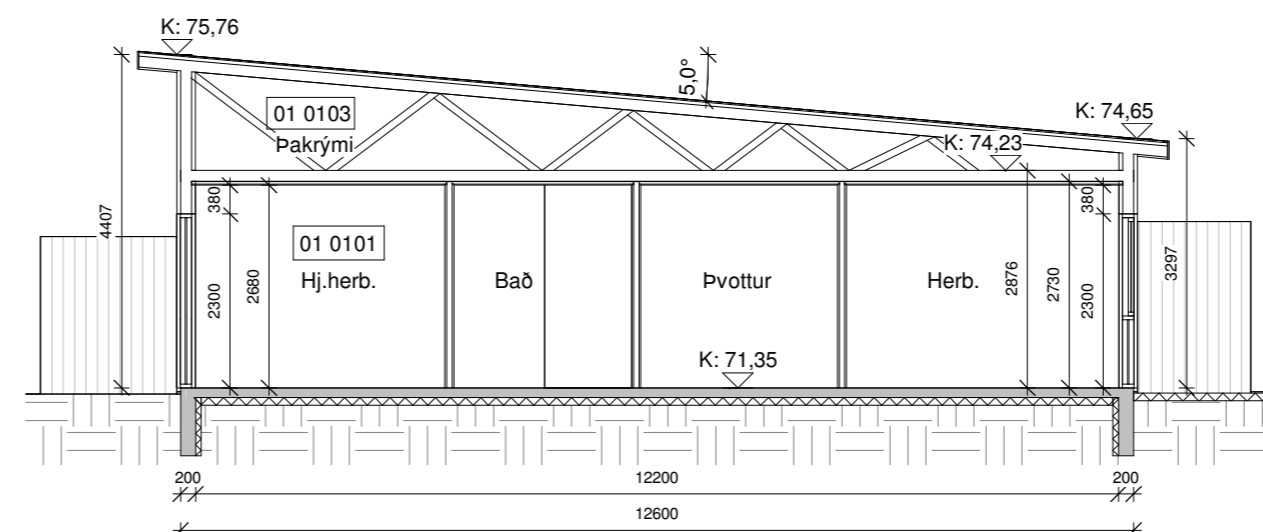 K: 75,76
5,0°
K: 74,65
01 0103
Þakrými
K: 74,23
380
380
4407
01 0101
Hj.herb.
Bað
Þvottur
Herb.
2300
2680
2876
2730
2300
3297
K: 71,35
200
12200
200
12600